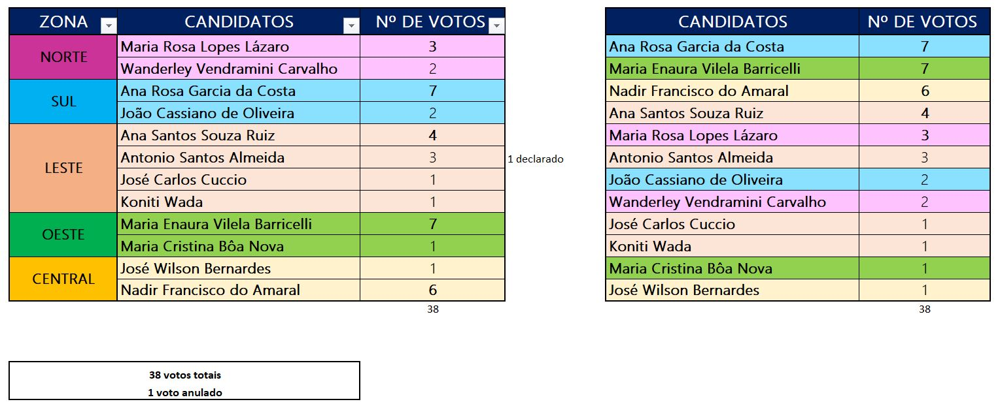 ZONA CANDIDATOS Nº DE VOTOS
NORTE
Maria Rosa Lopes Lázaro 3
Wanderley Vendramini Carvalho 2
SUL
Ana Rosa Garcia da Costa 7
João Cassiano de Oliveira 2
LESTE
Ana Santos Souza Ruiz 4
Antonio Santos Almeida 3 1 declarado
José Carlos Cuccio 1
Koniti Wada 1
OESTE
Maria Enaura Vilela Barricelli 7
Maria Cristina Bôa Nova 1
CENTRAL
José Wilson Bernardes 1
Nadir Francisco do Amaral 6
38
38 votos totais
1 voto anulado
CANDIDATOS Nº DE VOTOS
Ana Rosa Garcia da Costa 7
Maria Enaura Vilela Barricelli 7
Nadir Francisco do Amaral 6
Ana Santos Souza Ruiz 4
Maria Rosa Lopes Lázaro 3
Antonio Santos Almeida 3
João Cassiano de Oliveira 2
Wanderley Vendramini Carvalho 2
José Carlos Cuccio 1
Koniti Wada 1
Maria Cristina Bôa Nova 1
José Wilson Bernardes 1
38